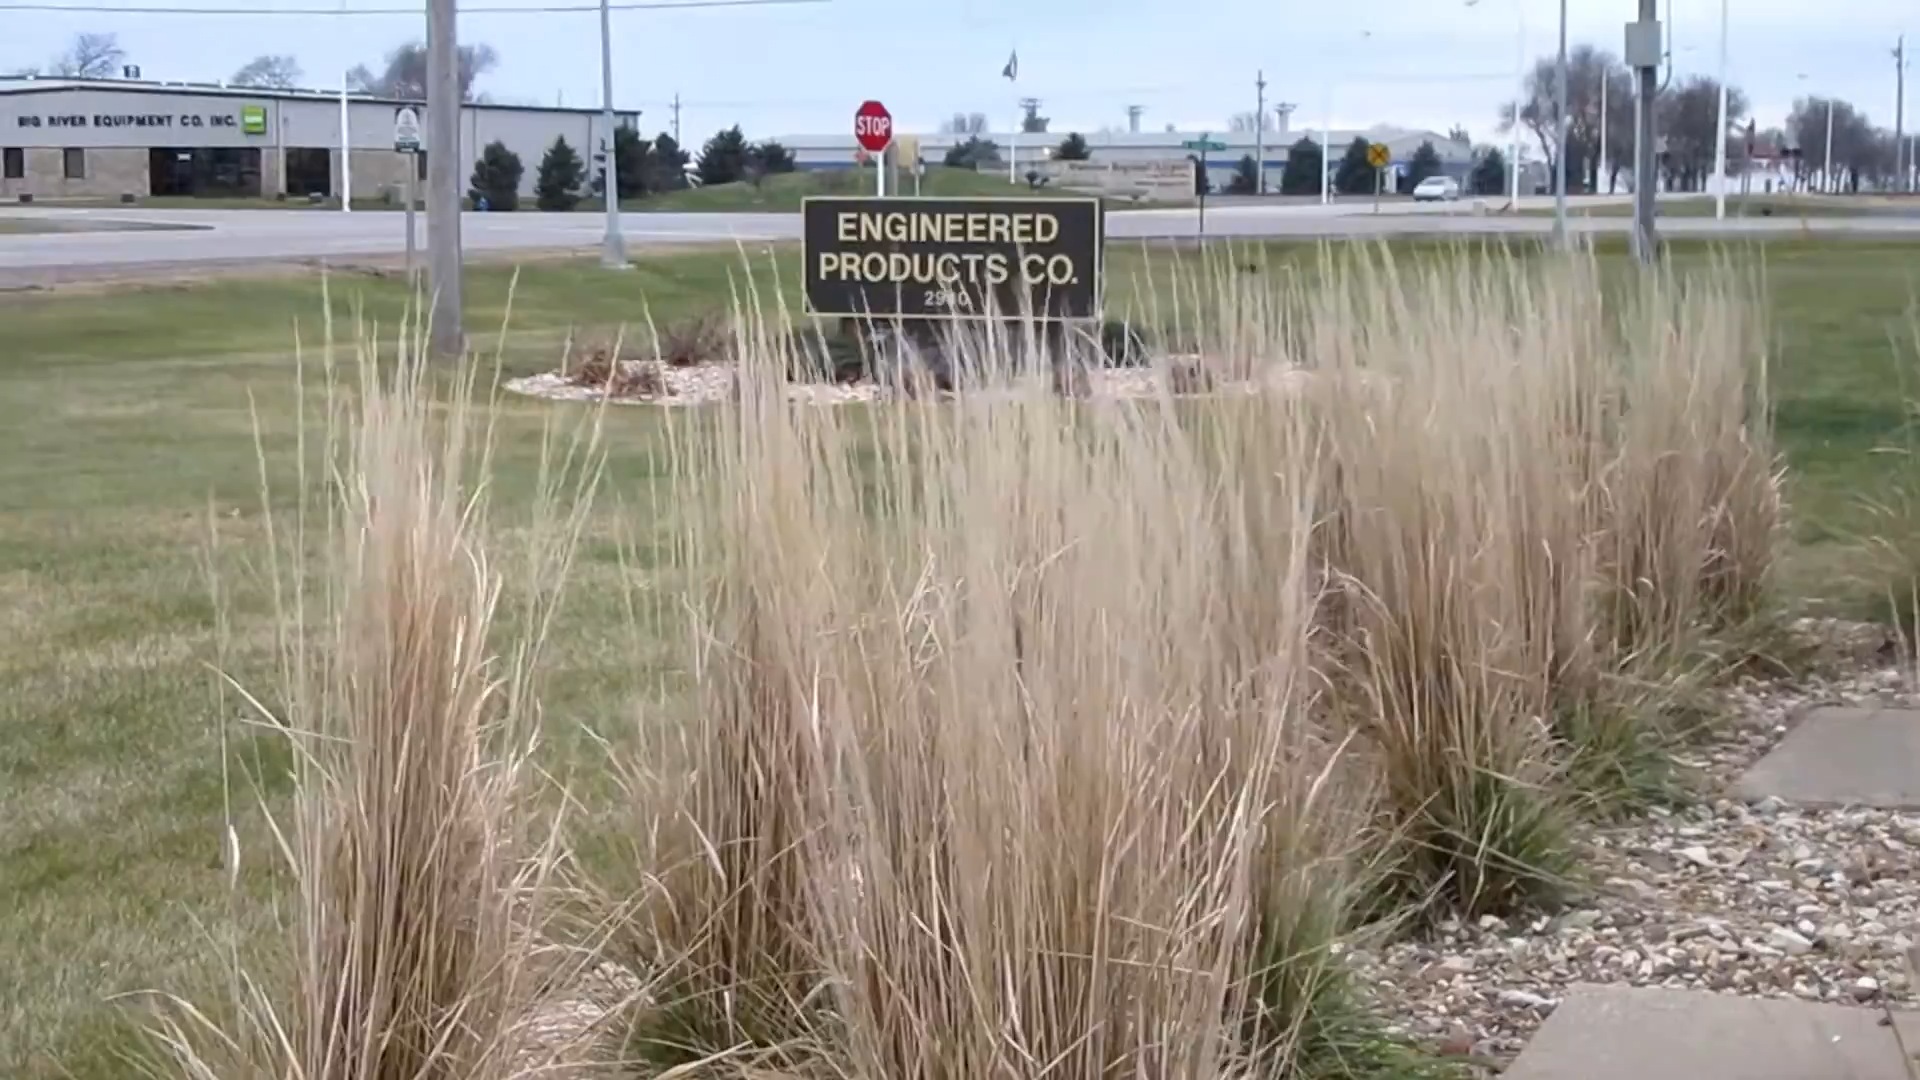 BIG RIVER EQUIPMENT CO. INC.
STOP
ENGINEERED
PRODUCTS CO.